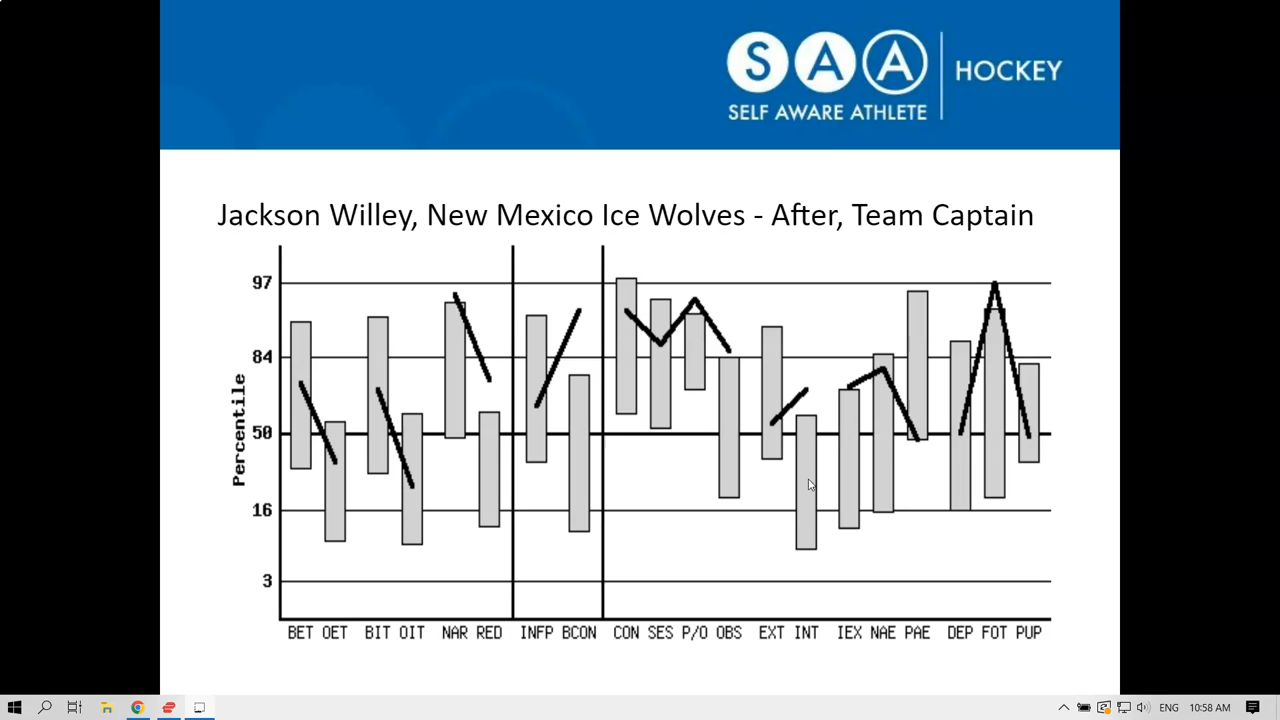 SAA
HOCKEY
SELF AWARE ATHLETE
Jackson Willey, New Mexico Ice Wolves - After, Team Captain
97
84
50
16
3
Percentile
BET OET BIT OIT NAR RED INFP BCON CON SES P/O OBS EXT INT IEX NAE PAE DEP FOT PUP
ENG 10:58 AM